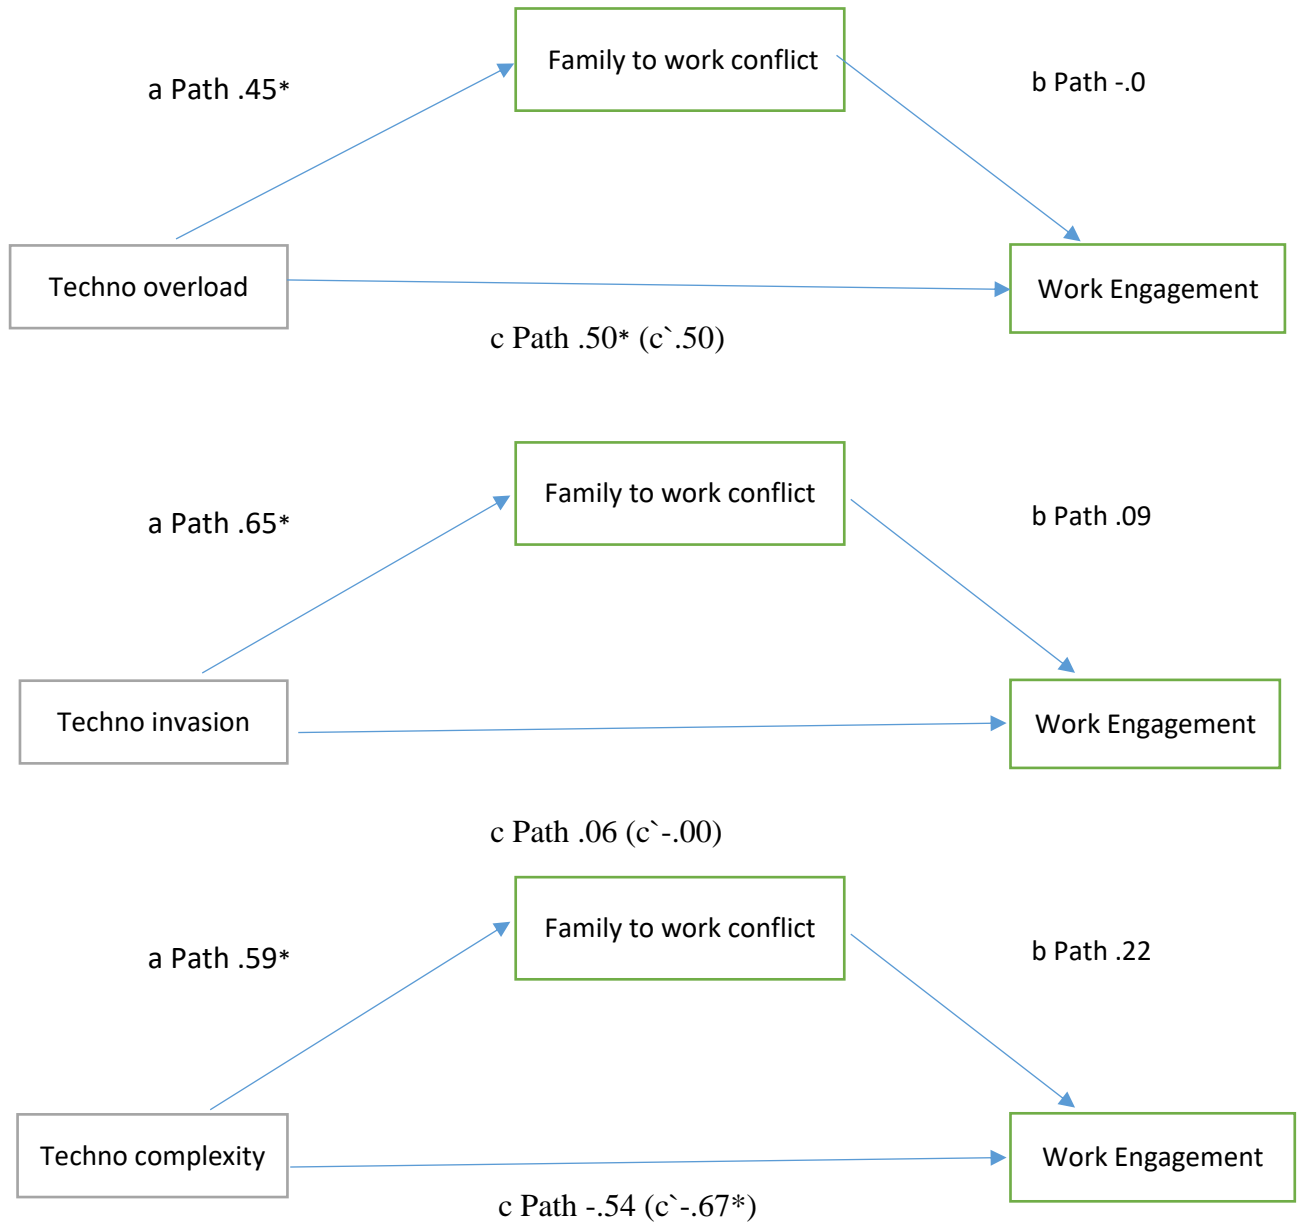 Family to work conflict
a Path .45*
b Path -.0
Techno overload
Work Engagement
c Path .50* (c`.50)
Family to work conflict
a Path .65*
b Path .09
Techno invasion
Work Engagement
c Path .06 (c`-.00)
Family to work conflict
a Path .59*
b Path .22
Techno complexity
Work Engagement
c Path -.54 (c`-.67*)